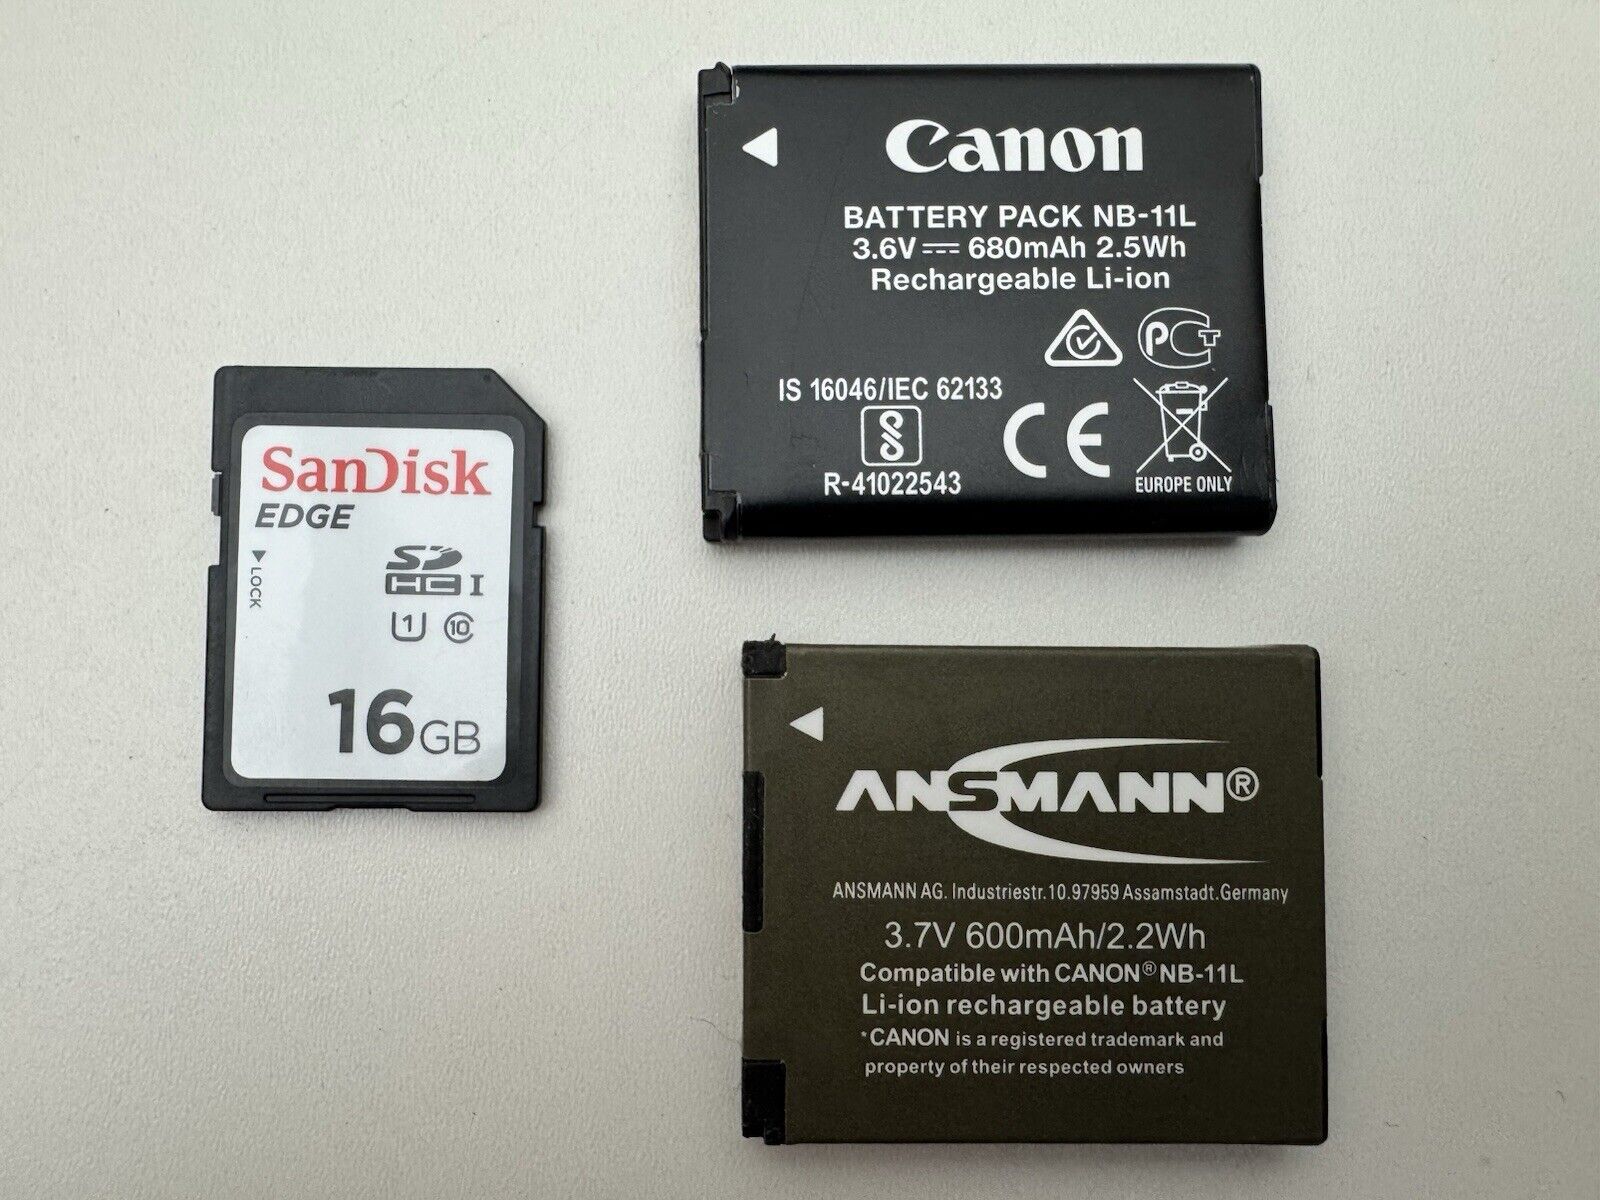 SanDisk
EDGE
LOCK
SD
HC I
1 10
16GB
Canon
BATTERY PACK NB-11L
3.6V 680mAh 2.5Wh
Rechargeable Li-ion
PCT
IS 16046/IEC 62133
R-41022543
CE
EUROPE ONLY
ANSMANN®
ANSMANN AG. Industriestr.10.97959 Assamstadt.Germany
3.7V 600mAh/2.2Wh
Compatible with CANON® NB-11L
Li-ion rechargeable battery
*CANON is a registered trademark and
property of their respected owners